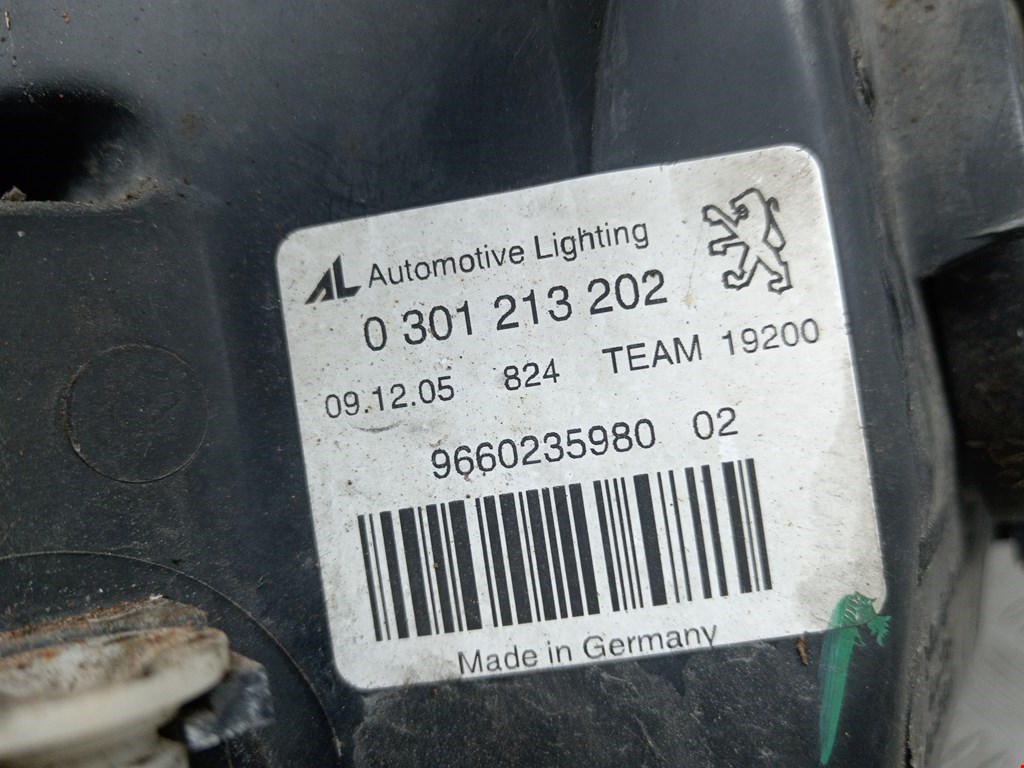 AL Automotive Lighting
0 301 213 202
09.12.05 824 TEAM 19200
9660235980 02
Made in Germany